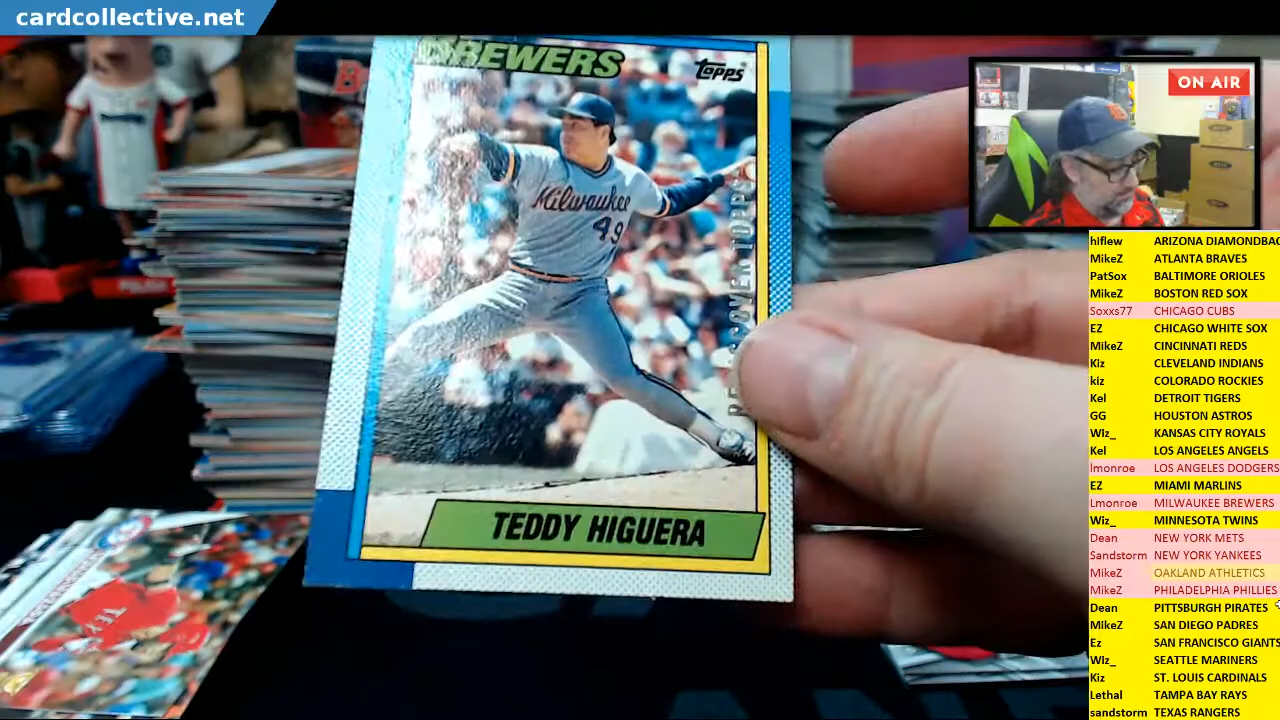 cardcollective.net
BREWERS
TOPPS
Milwaukee
49
TEDDY HIGUERA
ON AIR
hlflew ARIZONA DIAMONDBAC
MikeZ ATLANTA BRAVES
PatSox BALTIMORE ORIOLES
MikeZ BOSTON RED SOX
Soxxs77 CHICAGO CUBS
EZ CHICAGO WHITE SOX
MikeZ CINCINNATI REDS
Kiz CLEVELAND INDIANS
kiz COLORADO ROCKIES
Kel DETROIT TIGERS
GG HOUSTON ASTROS
Wiz_ KANSAS CITY ROYALS
Kel LOS ANGELES ANGELS
lmonroe LOS ANGELES DODGERS
EZ MIAMI MARLINS
Lmonroe MILWAUKEE BREWERS
Wiz_ MINNESOTA TWINS
Dean NEW YORK METS
Sandstorm NEW YORK YANKEES
MikeZ OAKLAND ATHLETICS
MikeZ PHILADELPHIA PHILLIES
Dean PITTSBURGH PIRATES
MikeZ SAN DIEGO PADRES
Ez SAN FRANCISCO GIANTS
Wiz_ SEATTLE MARINERS
Kiz ST. LOUIS CARDINALS
Lethal TAMPA BAY RAYS
sandstorm TEXAS RANGERS